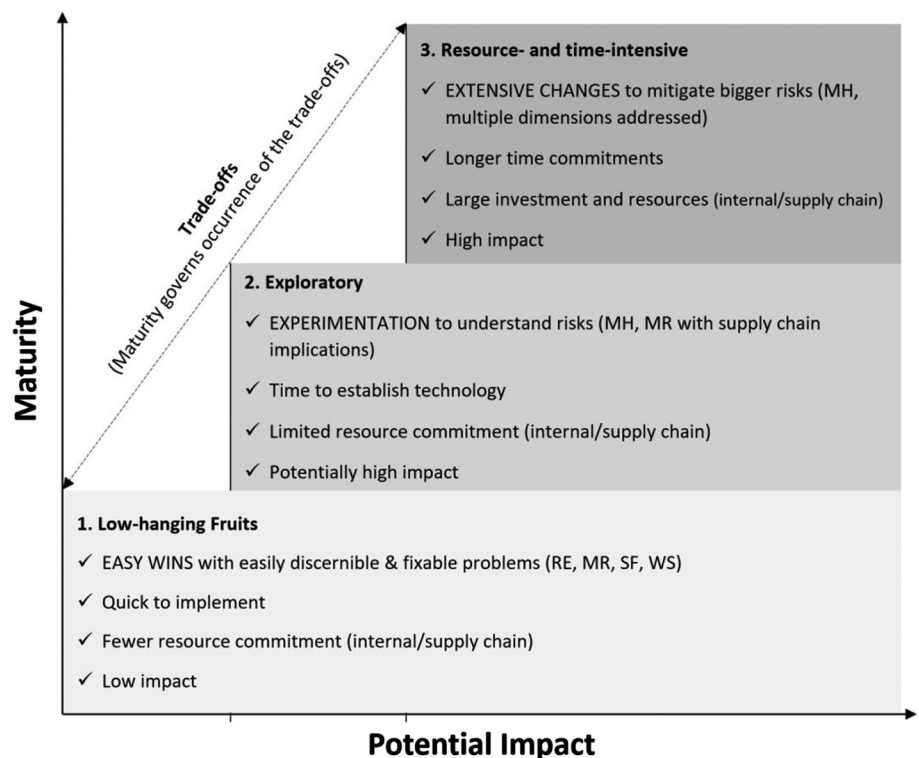 3. Resource- and time-intensive
✓ EXTENSIVE CHANGES to mitigate bigger risks (MH,
multiple dimensions addressed)
✓ Longer time commitments
✓ Large investment and resources (internal/supply chain)
✓ High impact
Trade-offs
(Maturity governs occurrence of the trade-offs)
2. Exploratory
✓ EXPERIMENTATION to understand risks (MH, MR with supply chain
implications)
✓ Time to establish technology
✓ Limited resource commitment (internal/supply chain)
✓ Potentially high impact
Maturity
1. Low-hanging Fruits
✓ EASY WINS with easily discernible & fixable problems (RE, MR, SF, WS)
✓ Quick to implement
✓ Fewer resource commitment (internal/supply chain)
✓ Low impact
Potential Impact